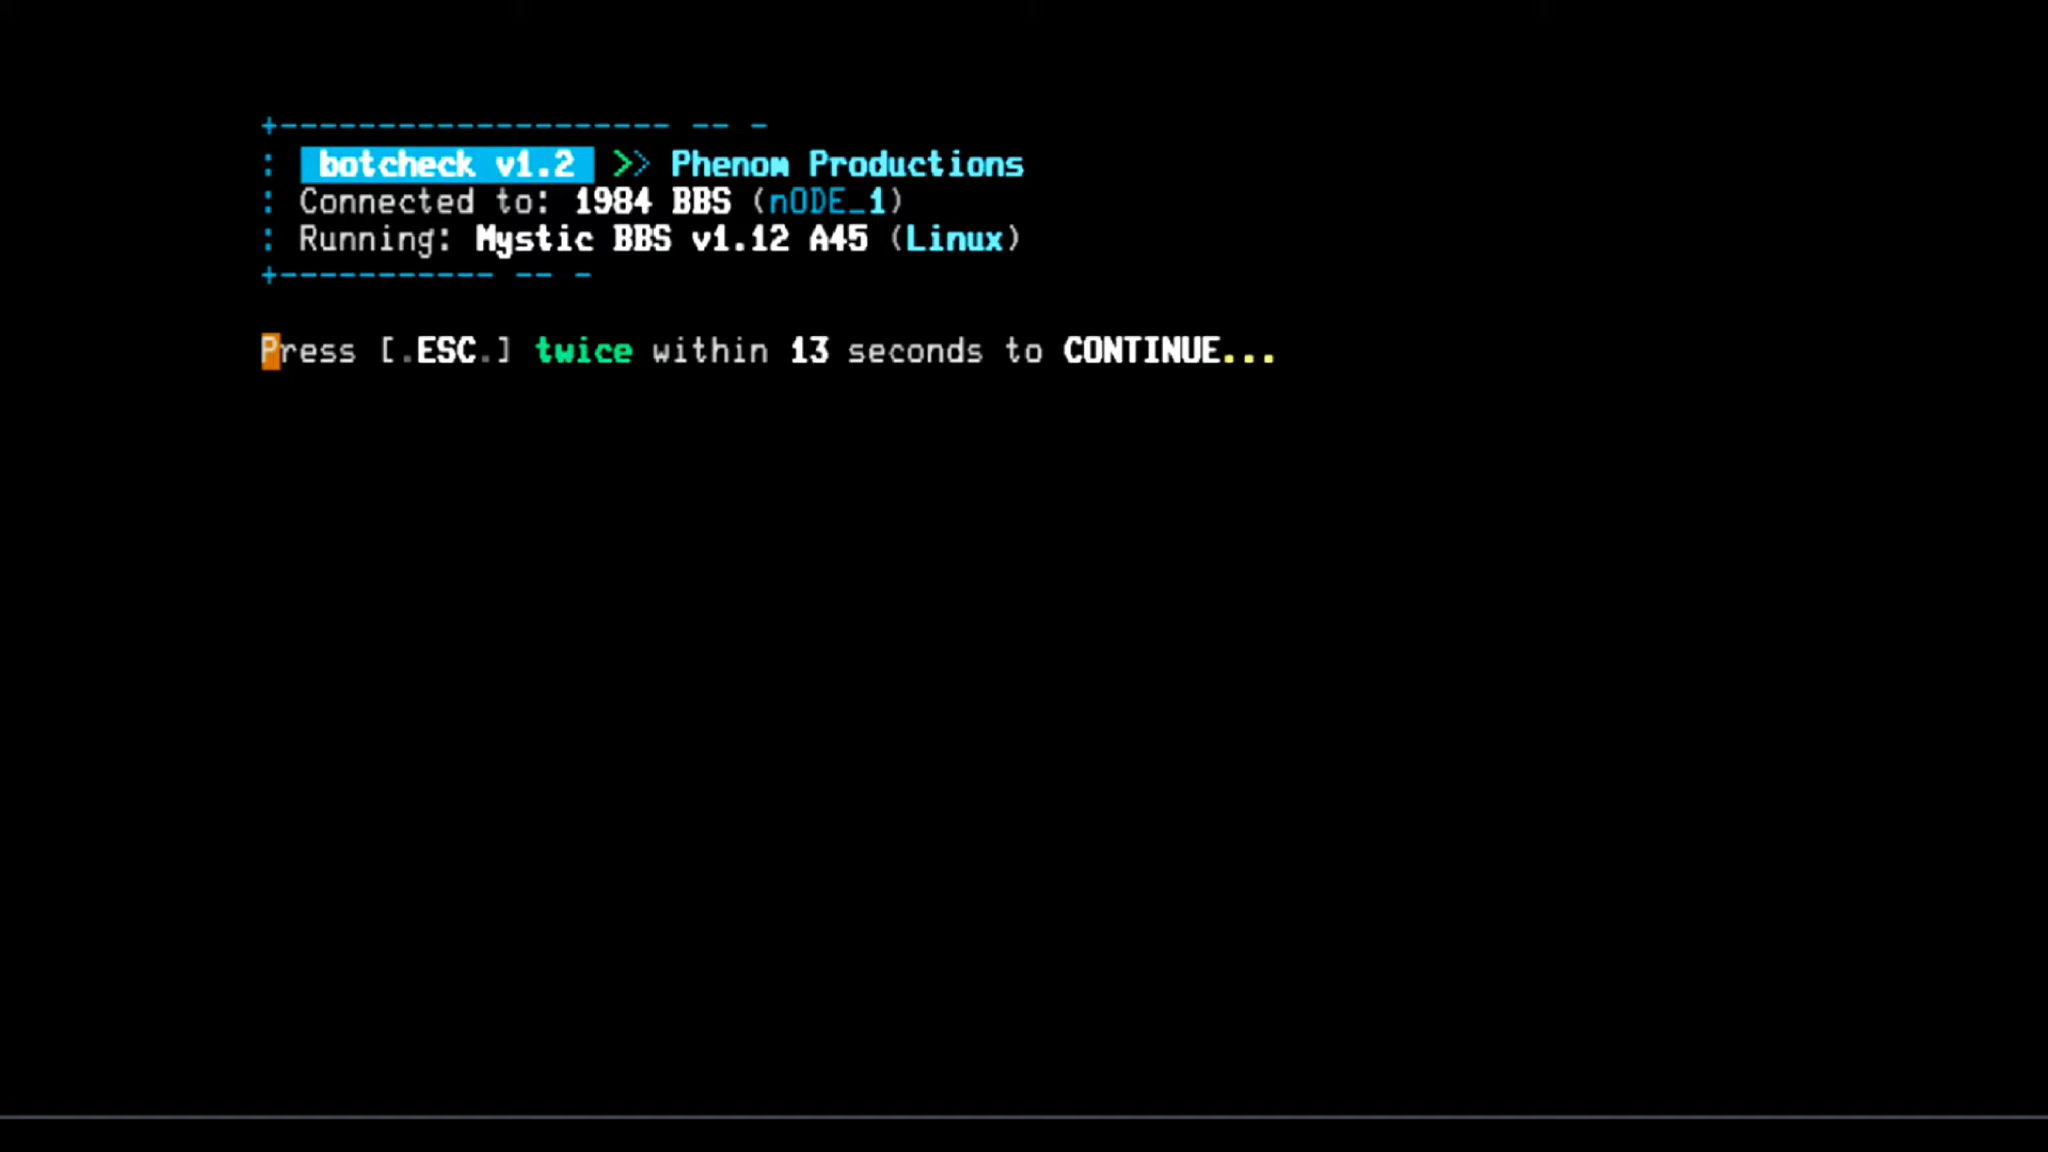 +-------------------- -- -
: botcheck v1.2 >> Phenom Productions
: Connected to: 1984 BBS (nODE_1)
: Running: Mystic BBS v1.12 A45 (Linux)
+----------- -- -
Press [.ESC.] twice within 13 seconds to CONTINUE...